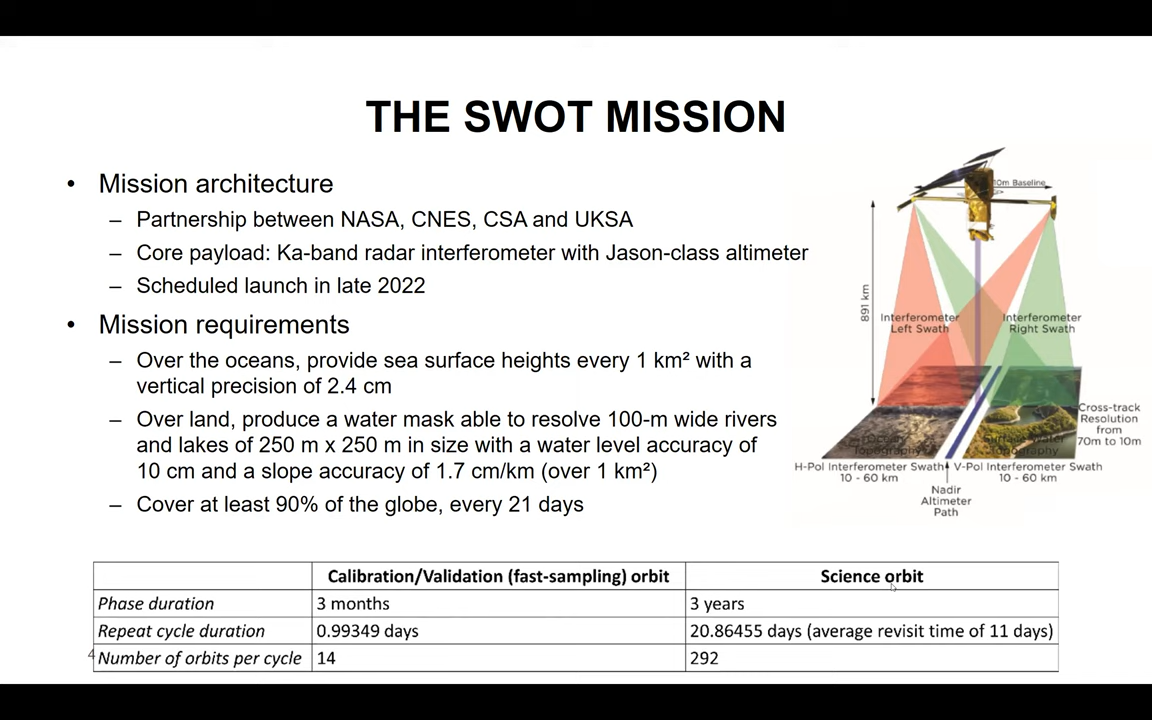 THE SWOT MISSION
• Mission architecture
– Partnership between NASA, CNES, CSA and UKSA
– Core payload: Ka-band radar interferometer with Jason-class altimeter
– Scheduled launch in late 2022
• Mission requirements
– Over the oceans, provide sea surface heights every 1 km² with a
vertical precision of 2.4 cm
– Over land, produce a water mask able to resolve 100-m wide rivers
and lakes of 250 m x 250 m in size with a water level accuracy of
10 cm and a slope accuracy of 1.7 cm/km (over 1 km²)
– Cover at least 90% of the globe, every 21 days
10m Baseline
891 km
Interferometer
Left Swath
Interferometer
Right Swath
Cross-track
Resolution
from
70m to 10m
Ocean
Topography
Surface Water
Topography
H-Pol Interferometer Swath
10 - 60 km
V-Pol Interferometer Swath
10 - 60 km
Nadir
Altimeter
Path
Calibration/Validation (fast-sampling) orbit Science orbit
Phase duration 3 months 3 years
Repeat cycle duration 0.99349 days 20.86455 days (average revisit time of 11 days)
Number of orbits per cycle 14 292
4